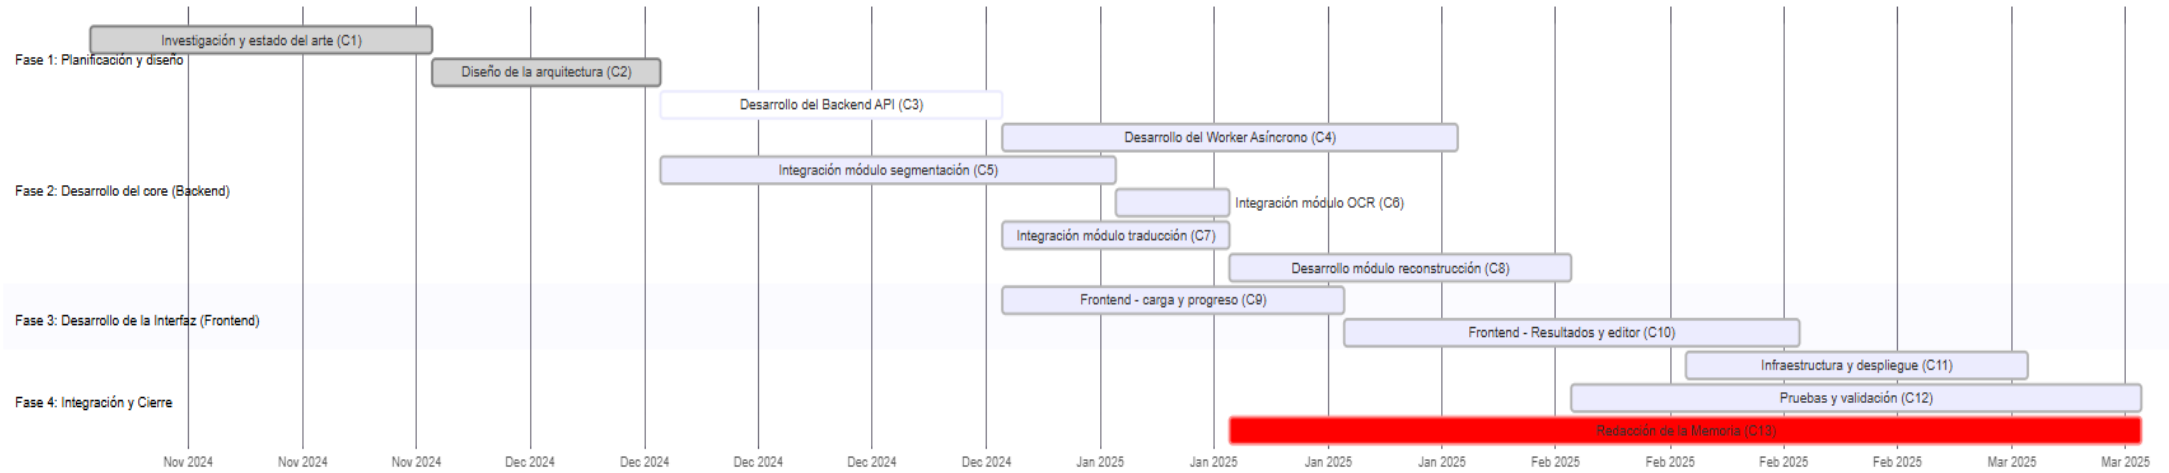 Investigación y estado del arte (C1)
Fase 1: Planificación y diseño
Diseño de la arquitectura (C2)
Desarrollo del Backend API (C3)
Desarrollo del Worker Asíncrono (C4)
Integración módulo segmentación (C5)
Fase 2: Desarrollo del core (Backend)
Integración módulo OCR (C6)
Integración módulo traducción (C7)
Desarrollo módulo reconstrucción (C8)
Frontend - carga y progreso (C9)
Fase 3: Desarrollo de la Interfaz (Frontend)
Frontend - Resultados y editor (C10)
Infraestructura y despliegue (C11)
Fase 4: Integración y Cierre
Pruebas y validación (C12)
Redacción de la Memoria (C13)
Nov 2024 Nov 2024 Nov 2024 Dec 2024 Dec 2024 Dec 2024 Dec 2024 Dec 2024 Jan 2025 Jan 2025 Jan 2025 Jan 2025 Feb 2025 Feb 2025 Feb 2025 Feb 2025 Mar 2025 Mar 2025